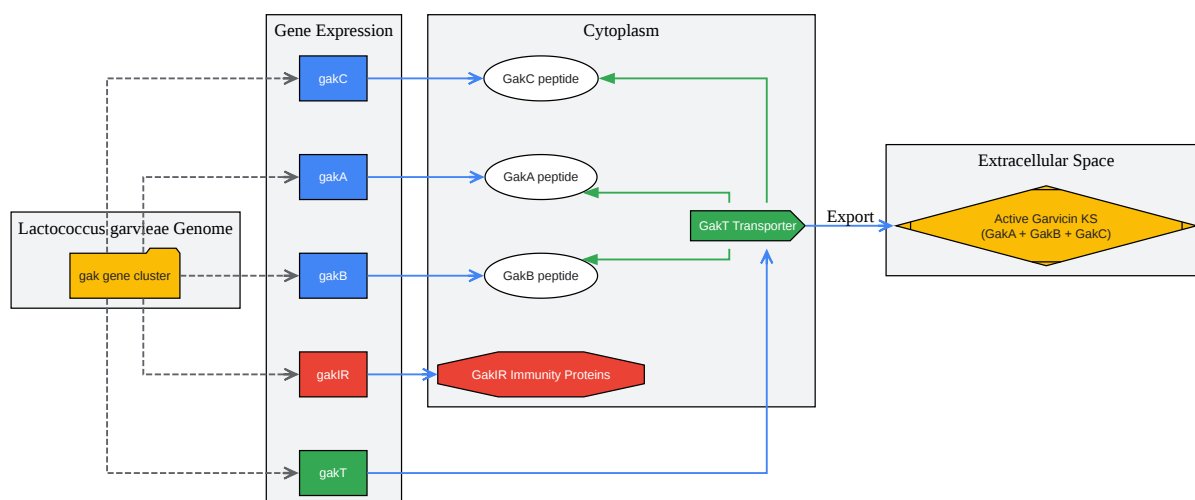 Gene Expression
Cytoplasm
gakC
GakC peptide
Extracellular Space
gakA
GakA peptide
Lactococcus garvieae Genome
GakT Transporter
Export
Active Garvicin KS
(GakA + GakB + GakC)
gak gene cluster
gakB
GakB peptide
gakIR
GakIR Immunity Proteins
gakT